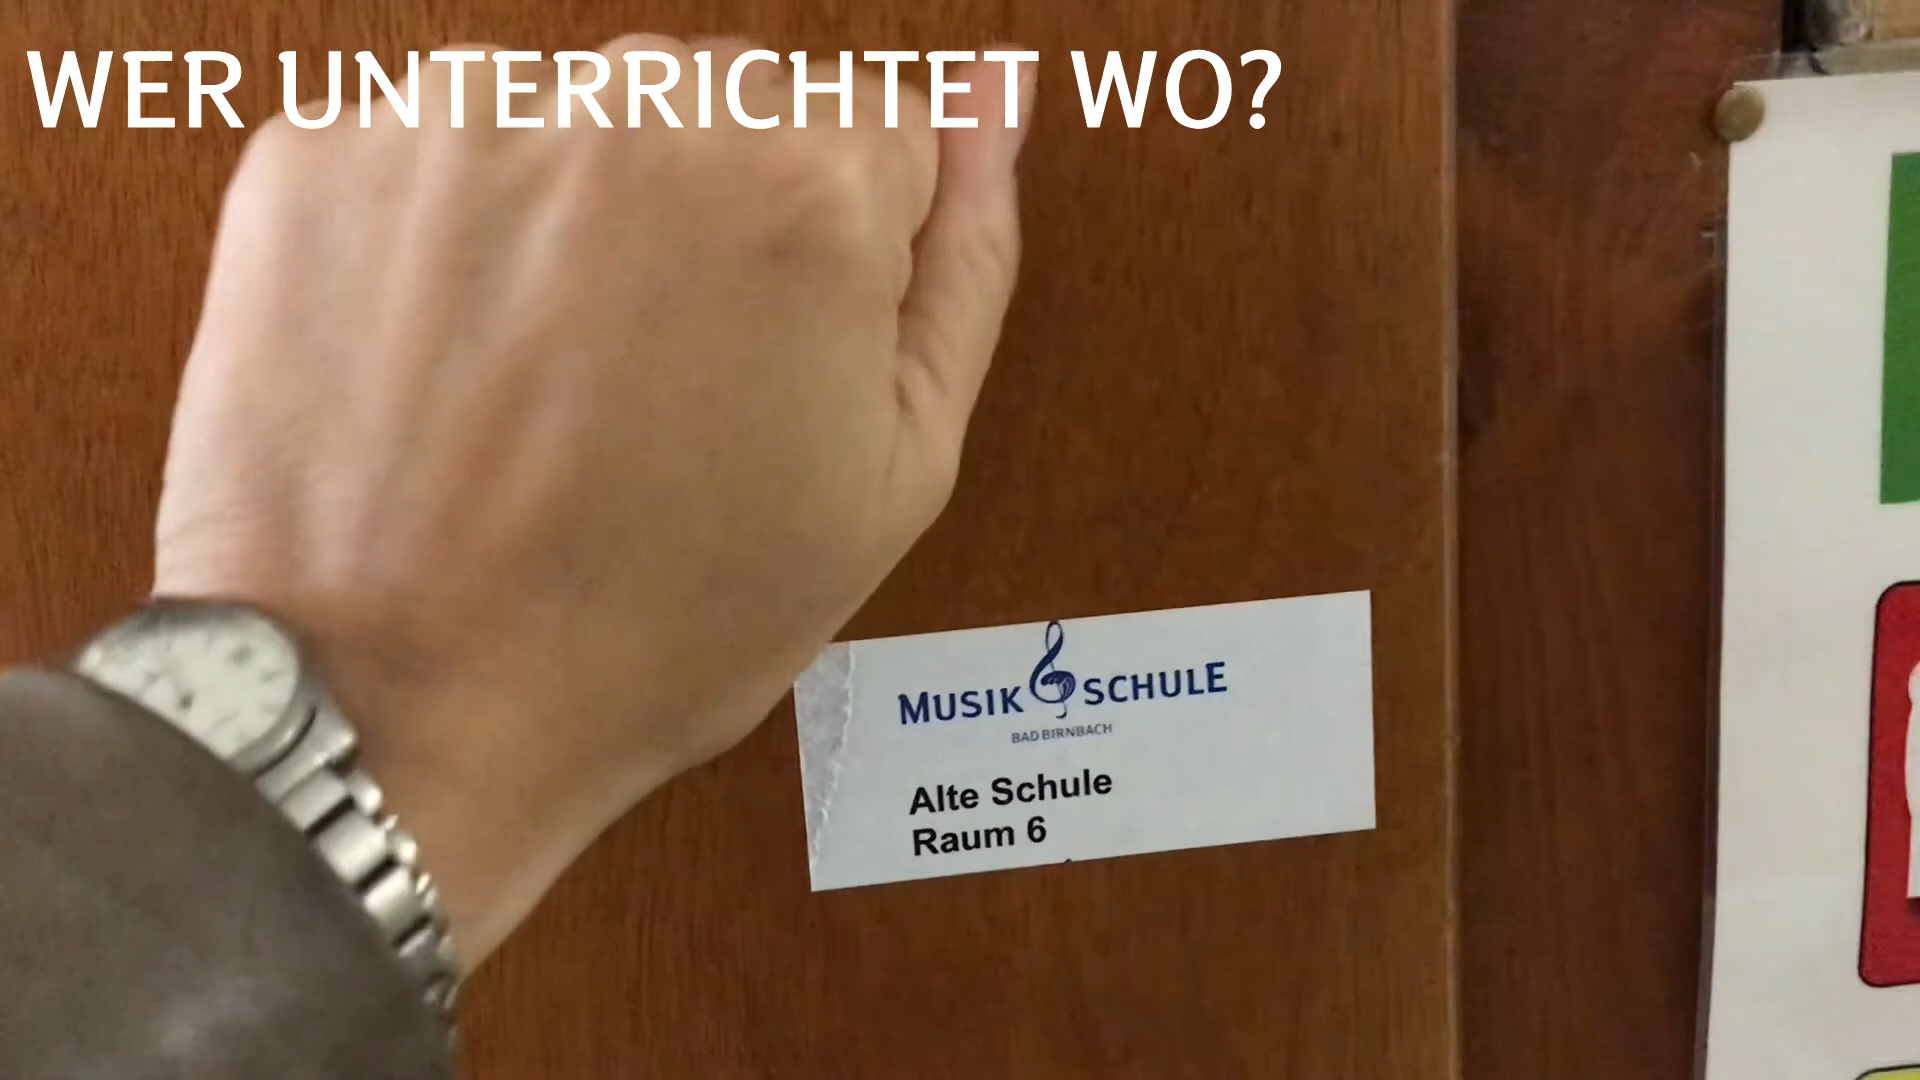 WER UNTERRICHTET WO?
MUSIK SCHULE
BAD BIRNBACH
Alte Schule
Raum 6